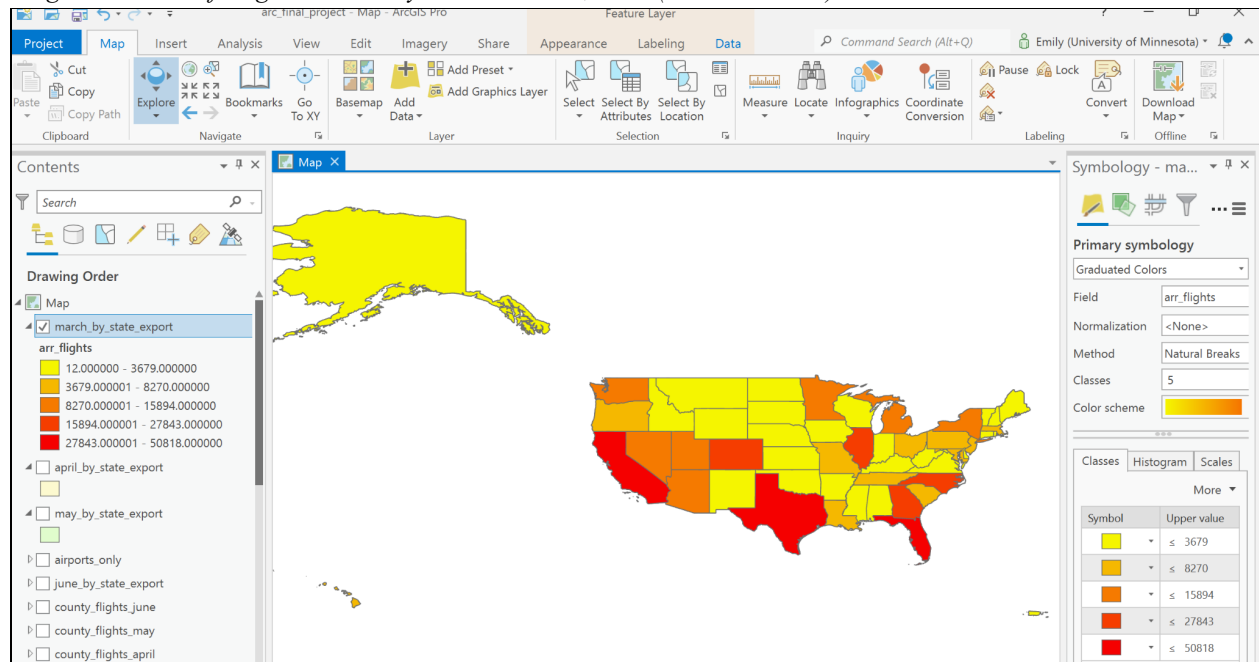 arc_final_project - Map - ArcGIS Pro
Feature Layer
? — X
Project Map Insert Analysis View Edit Imagery Share Appearance Labeling Data Command Search (Alt+Q) Emily (University of Minnesota)
Cut
Copy
Copy Path
Paste
Clipboard
Explore
Bookmarks
Go
To XY
Navigate
Basemap
Add
Data
Add Preset
Add Graphics Layer
Layer
Select
Select By
Attributes
Select By
Location
Selection
Measure
Locate
Infographics
Coordinate
Conversion
Inquiry
Pause
Lock
Convert
Labeling
Download
Map
Offline
Contents
Search
Drawing Order
Map
march_by_state_export
arr_flights
12.000000 - 3679.000000
3679.000001 - 8270.000000
8270.000001 - 15894.000000
15894.000001 - 27843.000000
27843.000001 - 50818.000000
april_by_state_export
may_by_state_export
airports_only
june_by_state_export
county_flights_june
county_flights_may
county_flights_april
Map
Symbology - ma...
Primary symbology
Graduated Colors
Field arr_flights
Normalization <None>
Method Natural Breaks
Classes 5
Color scheme
Classes Histogram Scales
More
Symbol Upper value
≤ 3679
≤ 8270
≤ 15894
≤ 27843
≤ 50818